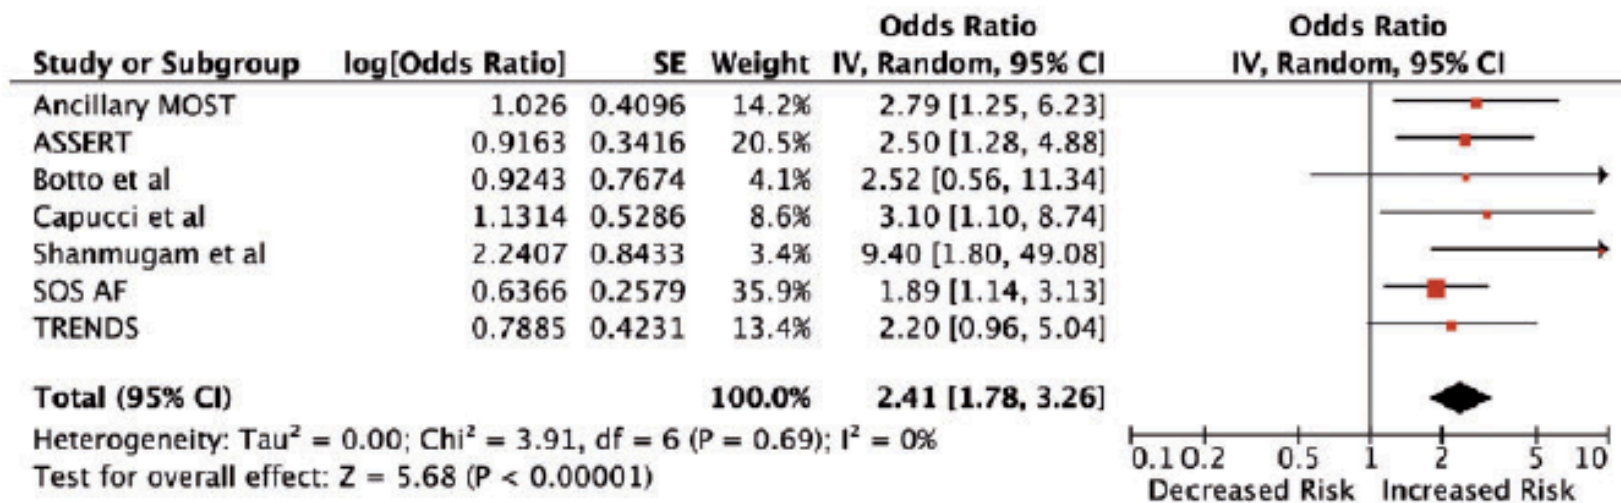 Odds Ratio Odds Ratio
Study or Subgroup log[Odds Ratio] SE Weight IV, Random, 95% CI IV, Random, 95% CI
Ancillary MOST 1.026 0.4096 14.2% 2.79 [1.25, 6.23]
ASSERT 0.9163 0.3416 20.5% 2.50 [1.28, 4.88]
Botto et al 0.9243 0.7674 4.1% 2.52 [0.56, 11.34]
Capucci et al 1.1314 0.5286 8.6% 3.10 [1.10, 8.74]
Shanmugam et al 2.2407 0.8433 3.4% 9.40 [1.80, 49.08]
SOS AF 0.6366 0.2579 35.9% 1.89 [1.14, 3.13]
TRENDS 0.7885 0.4231 13.4% 2.20 [0.96, 5.04]
Total (95% CI) 100.0% 2.41 [1.78, 3.26]
Heterogeneity: Tau² = 0.00; Chi² = 3.91, df = 6 (P = 0.69); I² = 0%
Test for overall effect: Z = 5.68 (P < 0.00001)
0.1 0.2 0.5 1 2 5 10
Decreased Risk Increased Risk